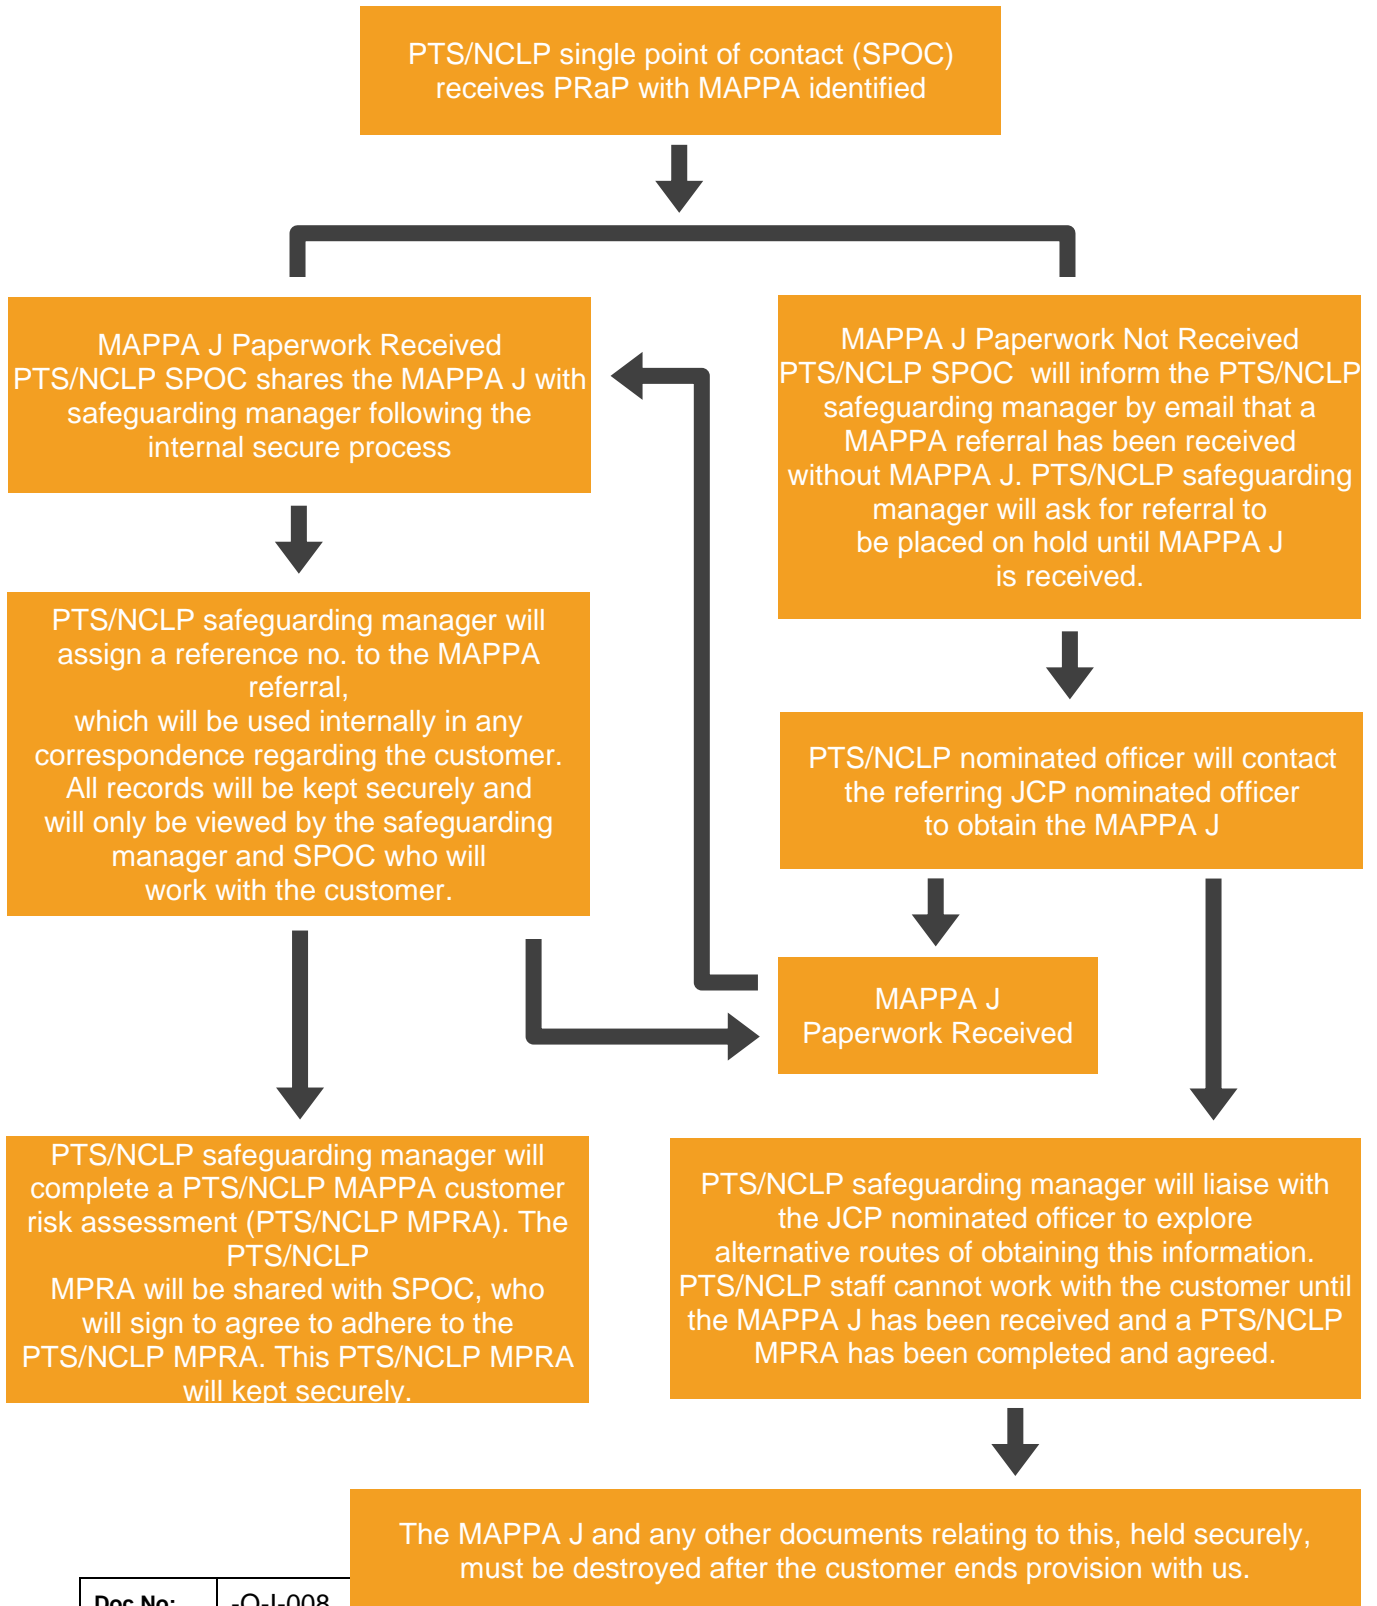 PTS/NCLP single point of contact (SPOC)
receives PRaP with MAPPA identified
MAPPA J Paperwork Received
PTS/NCLP SPOC shares the MAPPA J with
safeguarding manager following the
internal secure process
MAPPA J Paperwork Not Received
PTS/NCLP SPOC  will inform the PTS/NCLP
safeguarding manager by email that a
MAPPA referral has been received
without MAPPA J. PTS/NCLP safeguarding
manager will ask for referral to
be placed on hold until MAPPA J
is received.
PTS/NCLP safeguarding manager will
assign a reference no. to the MAPPA
referral,
which will be used internally in any
correspondence regarding the customer.
All records will be kept securely and
will only be viewed by the safeguarding
manager and SPOC who will
work with the customer.
PTS/NCLP nominated officer will contact
the referring JCP nominated officer
to obtain the MAPPA J
MAPPA J
Paperwork Received
PTS/NCLP safeguarding manager will
complete a PTS/NCLP MAPPA customer
risk assessment (PTS/NCLP MPRA). The
PTS/NCLP
MPRA will be shared with SPOC, who
will sign to agree to adhere to the
PTS/NCLP MPRA. This PTS/NCLP MPRA
will kept securely.
PTS/NCLP safeguarding manager will liaise with
the JCP nominated officer to explore
alternative routes of obtaining this information.
PTS/NCLP staff cannot work with the customer until
the MAPPA J has been received and a PTS/NCLP
MPRA has been completed and agreed.
The MAPPA J and any other documents relating to this, held securely,
must be destroyed after the customer ends provision with us.
Doc No: -O-I-008